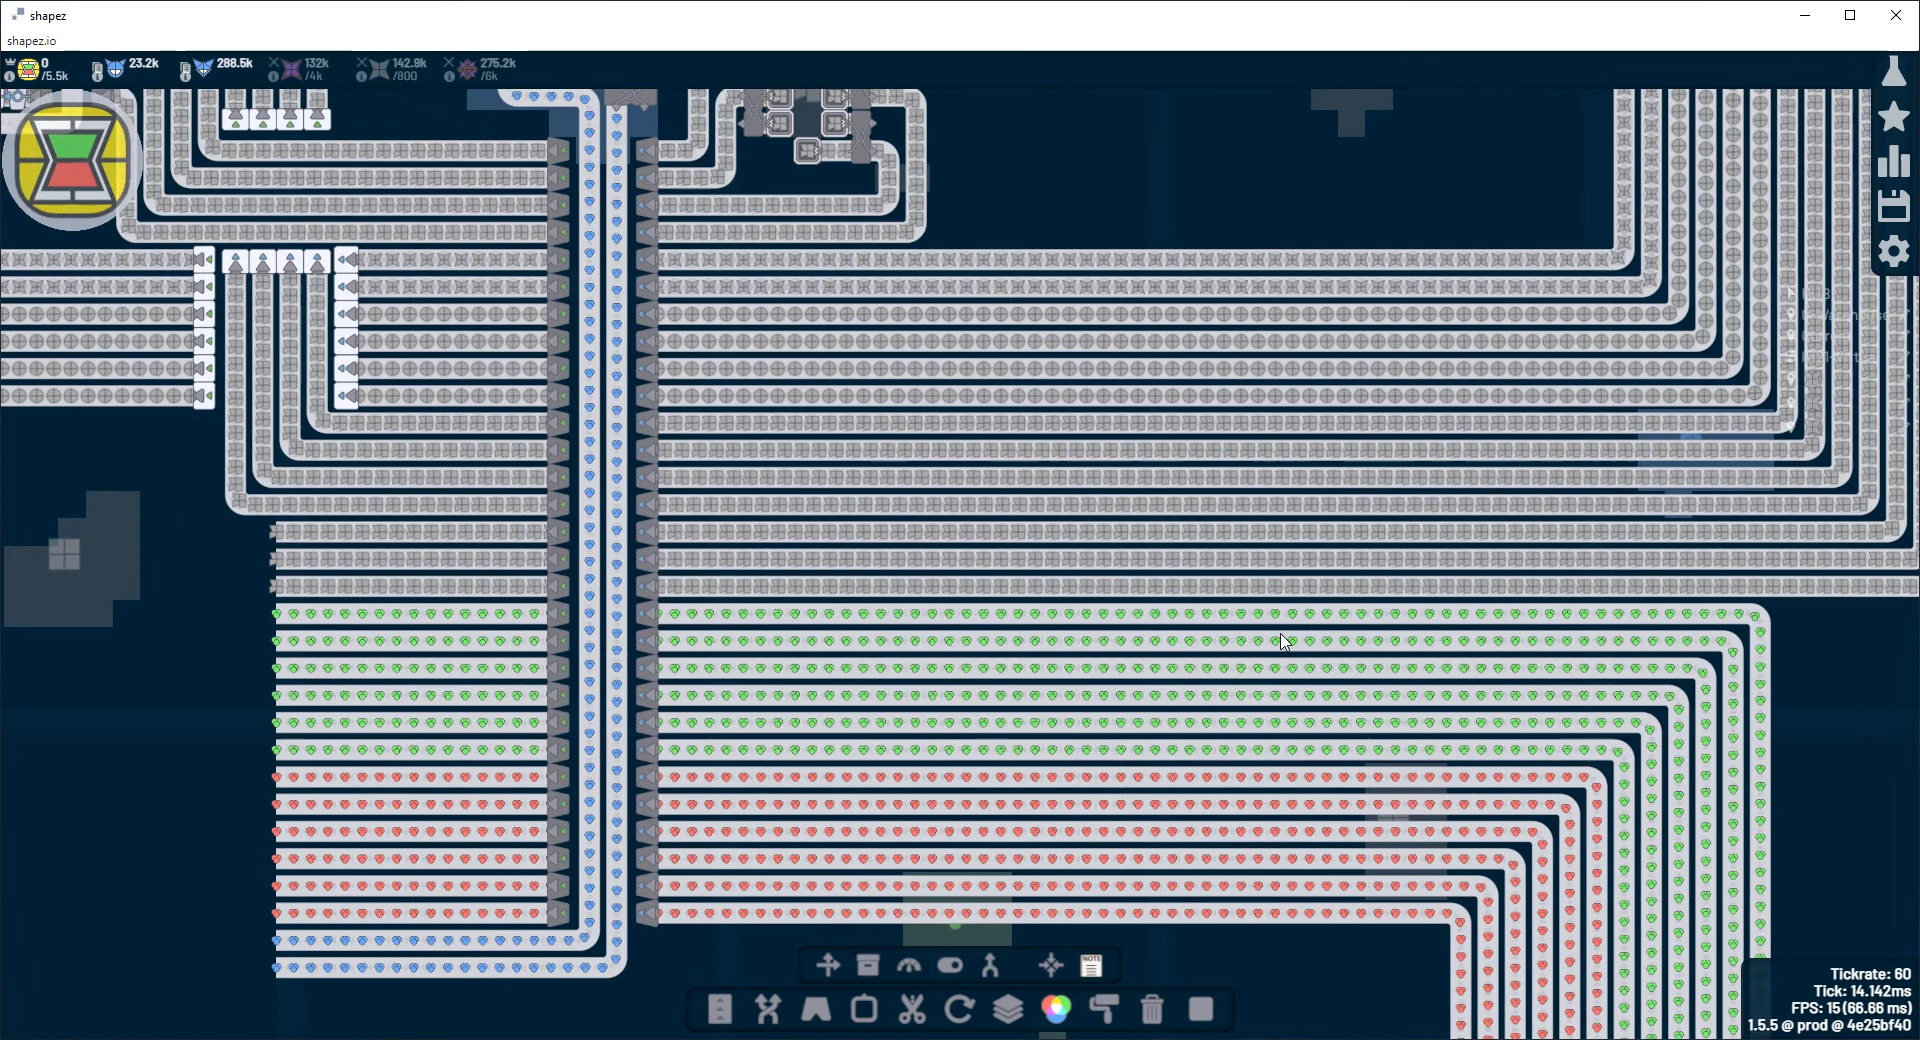 shapez
shapez.io
0
/5.5k
23.2k
288.5k
132k
/4k
142.9k
/800
275.2k
/6k
NOTE
Tickrate: 60
Tick: 14.142ms
FPS: 15 (66.66 ms)
1.5.5 @ prod @ 4e25bf40